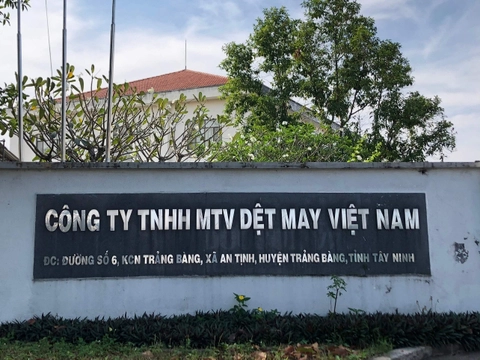 CÔNG TY TNHH MTV DỆT MAY VIỆT NAM
ĐC: ĐƯỜNG SỐ 6, KCN TRẢNG BÀNG, XÃ AN TỊNH, HUYỆN TRẢNG BÀNG, TỈNH TÂY NINH